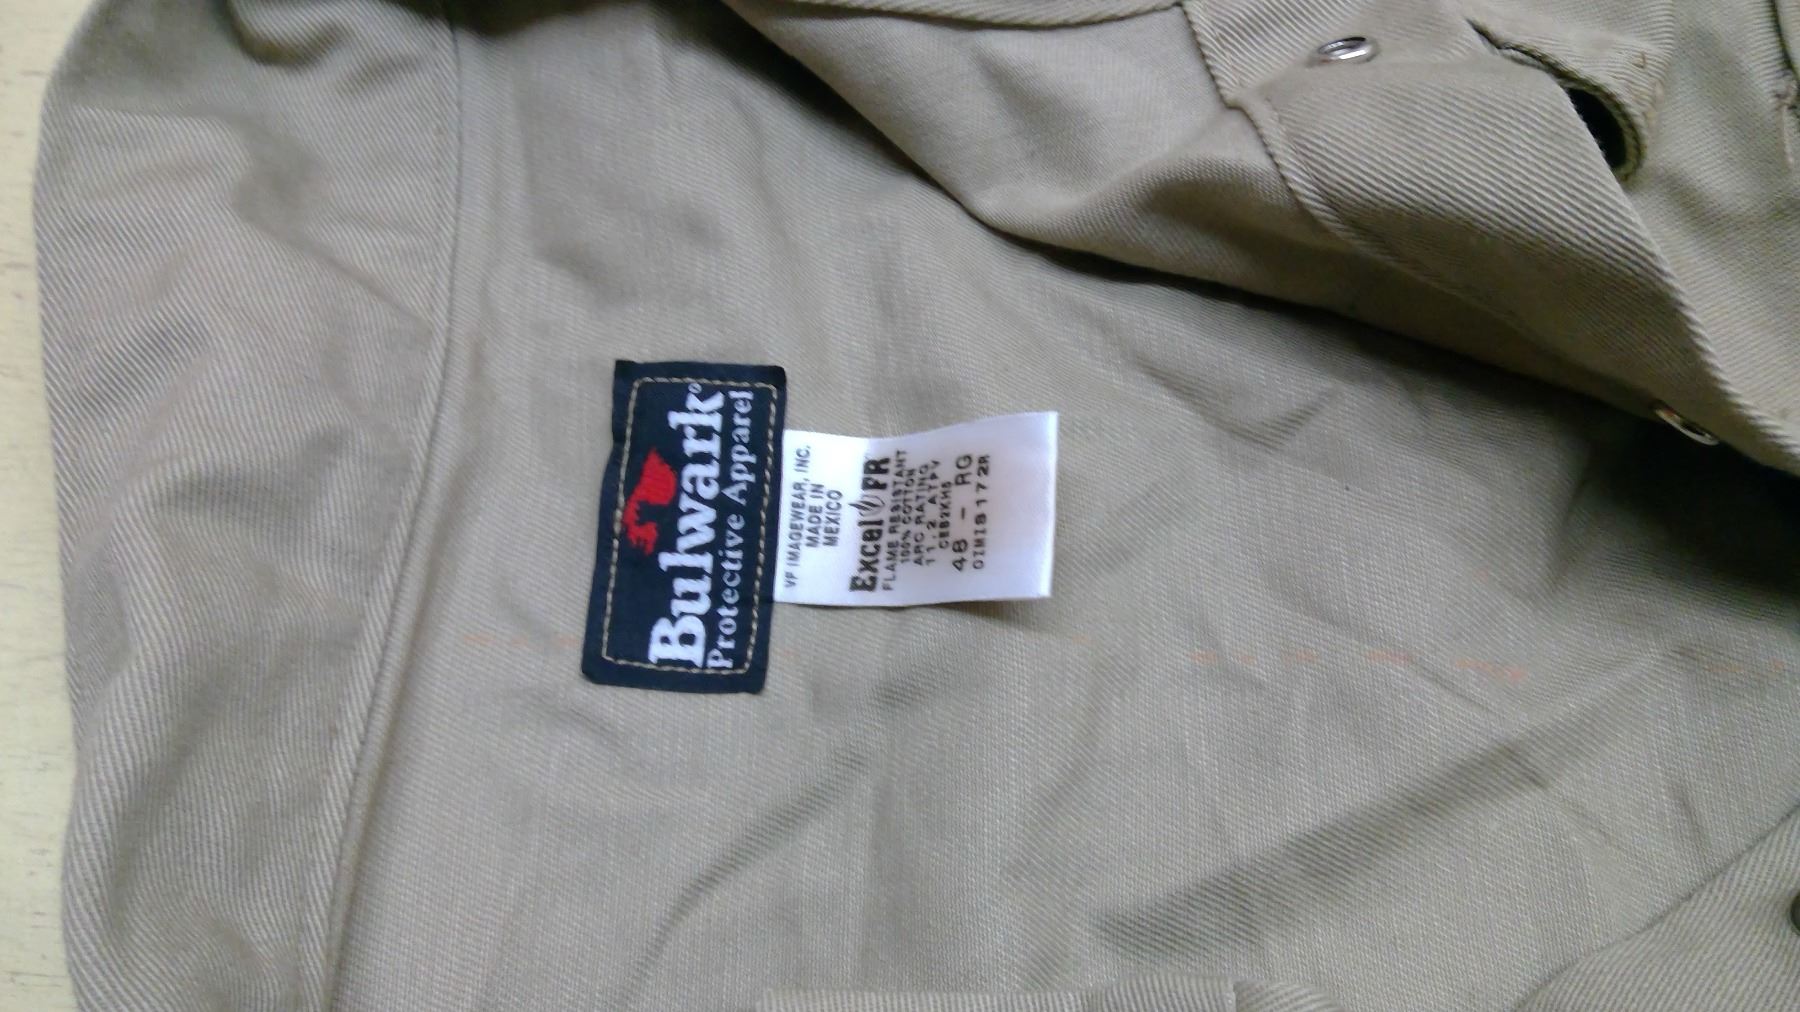 Bulwark®
Protective Apparel
VF IMAGEWEAR, INC.
MADE IN
MEXICO
Excel FR
FLAME RESISTANT
100% COTTON
ARC RATING
11.2 ATPV
48 - RG